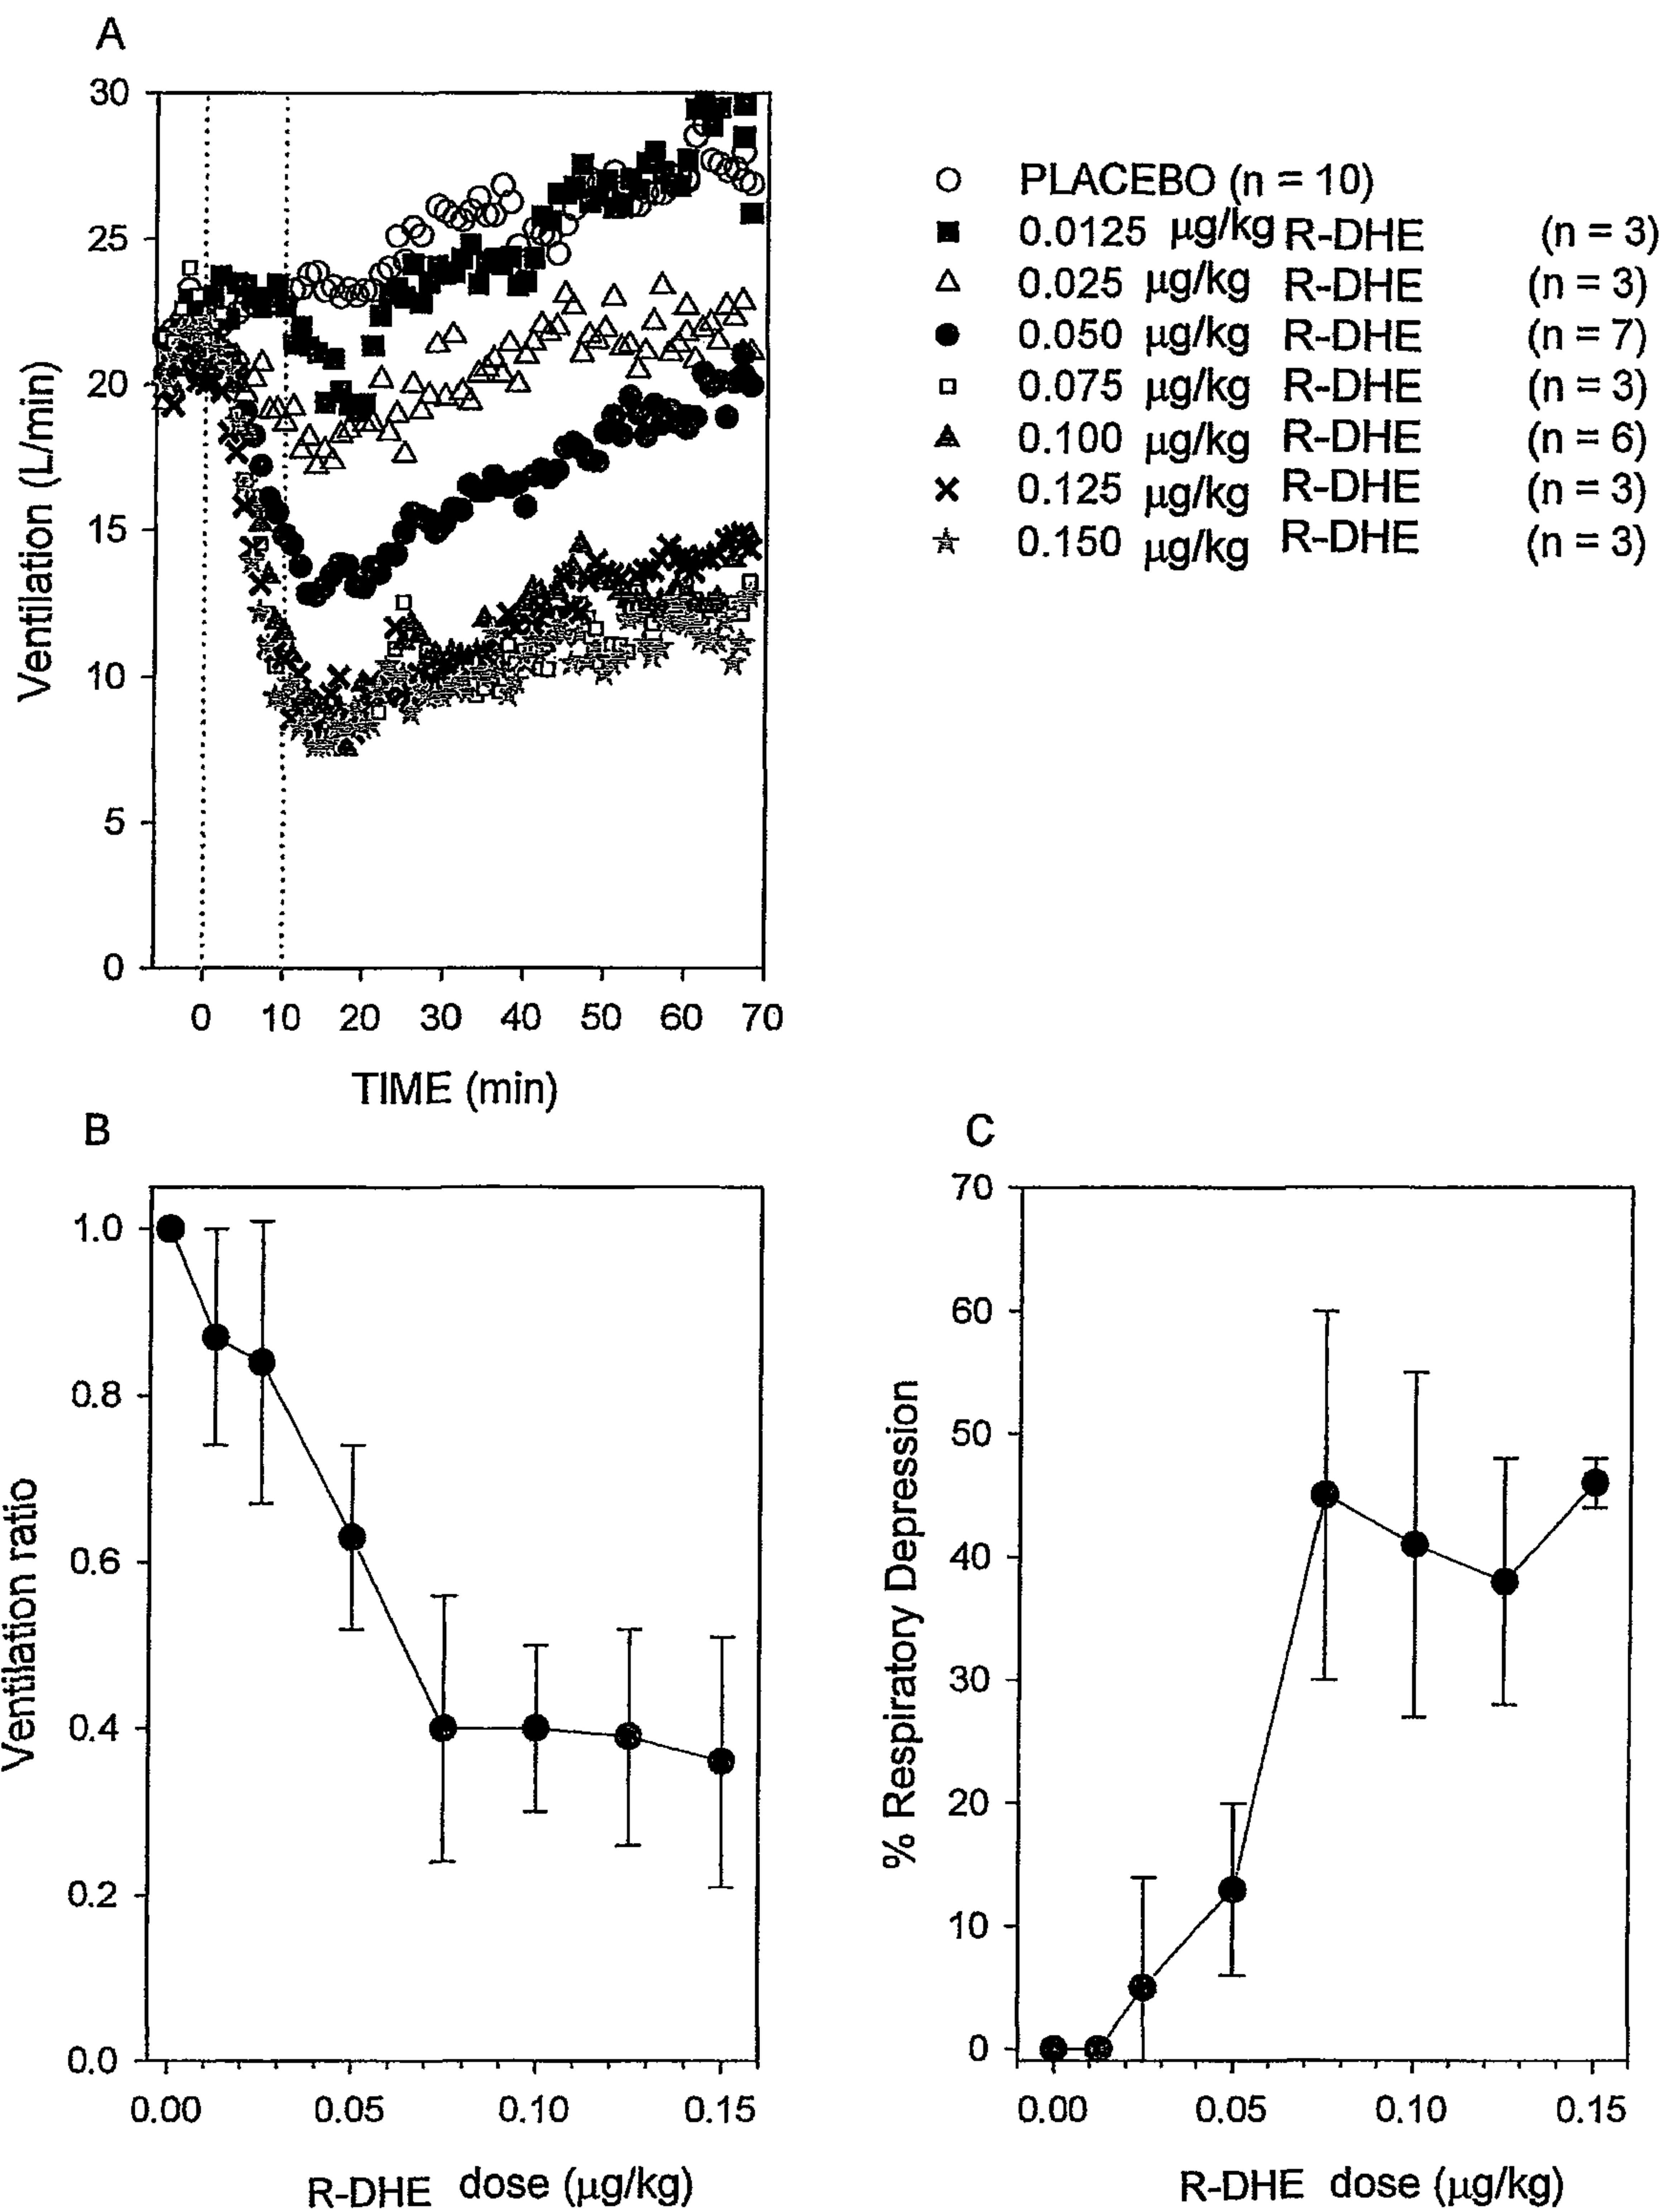 A
30
25
20
15
10
5
0
Ventilation (L/min)
0 10 20 30 40 50 60 70
TIME (min)
PLACEBO (n = 10)
0.0125 μg/kg R-DHE (n = 3)
0.025 μg/kg R-DHE (n = 3)
0.050 μg/kg R-DHE (n = 7)
0.075 μg/kg R-DHE (n = 3)
0.100 μg/kg R-DHE (n = 6)
0.125 μg/kg R-DHE (n = 3)
0.150 μg/kg R-DHE (n = 3)
B
1.0
0.8
0.6
0.4
0.2
0.0
Ventilation ratio
0.00 0.05 0.10 0.15
R-DHE dose (μg/kg)
C
70
60
50
40
30
20
10
0
% Respiratory Depression
0.00 0.05 0.10 0.15
R-DHE dose (μg/kg)